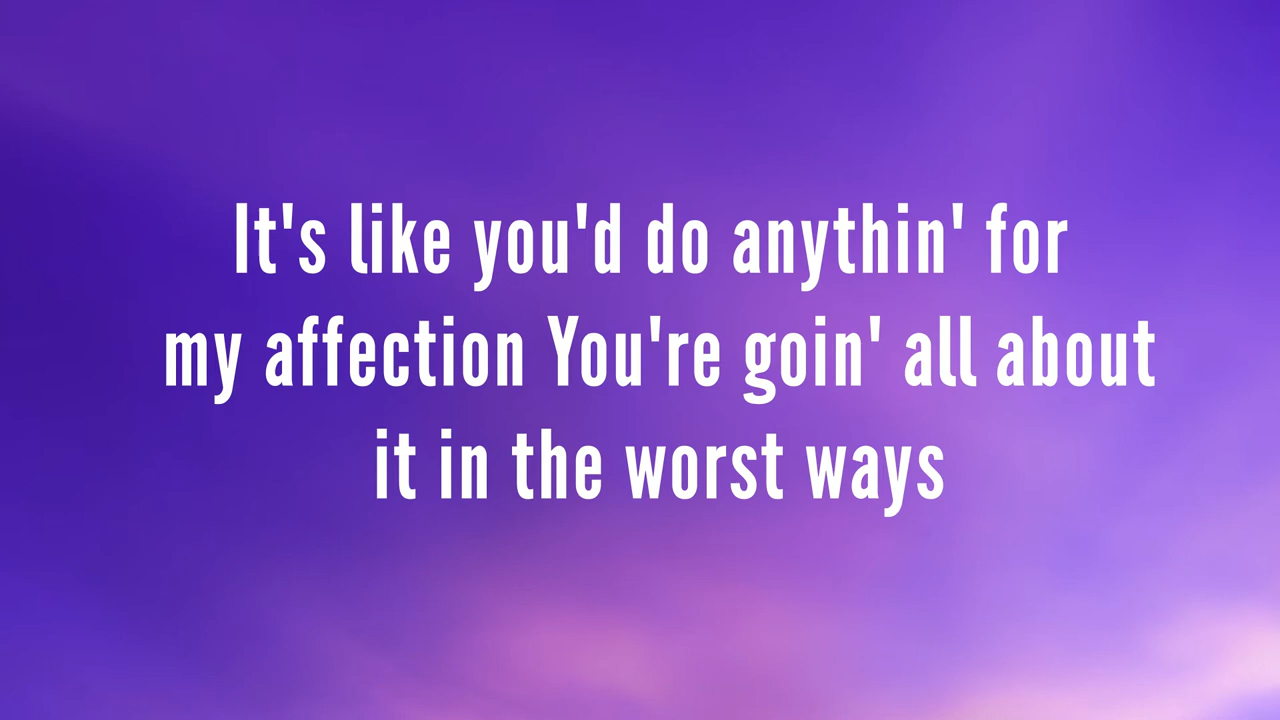 It's like you'd do anythin' for
my affection You're goin' all about
it in the worst ways